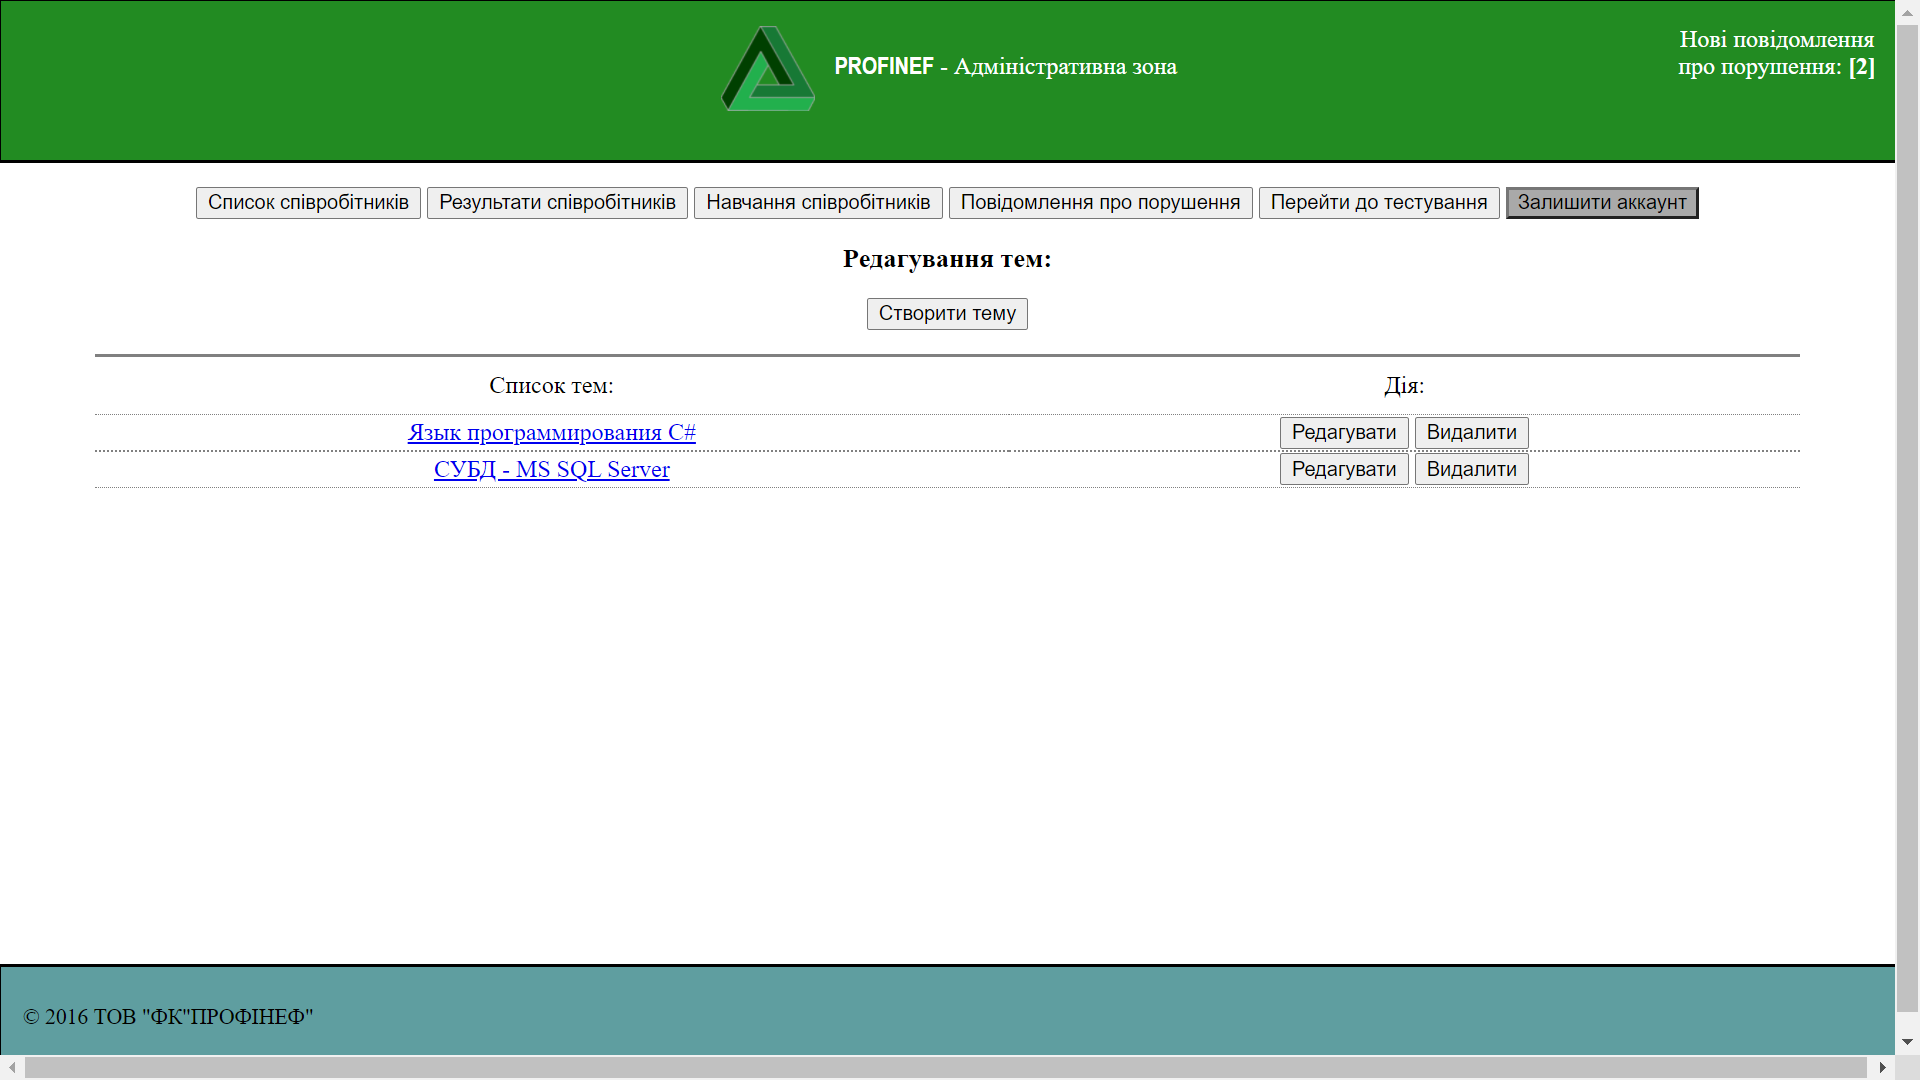 PROFINEF - Адміністративна зона
Нові повідомлення
про порушення: [2]
Список співробітників Результати співробітників Навчання співробітників Повідомлення про порушення Перейти до тестування Залишити аккаунт
Редагування тем:
Створити тему
Список тем: Дія:
Язык программирования C# Редагувати Видалити
СУБД - MS SQL Server Редагувати Видалити
© 2016 ТОВ "ФК"ПРОФІНЕФ"